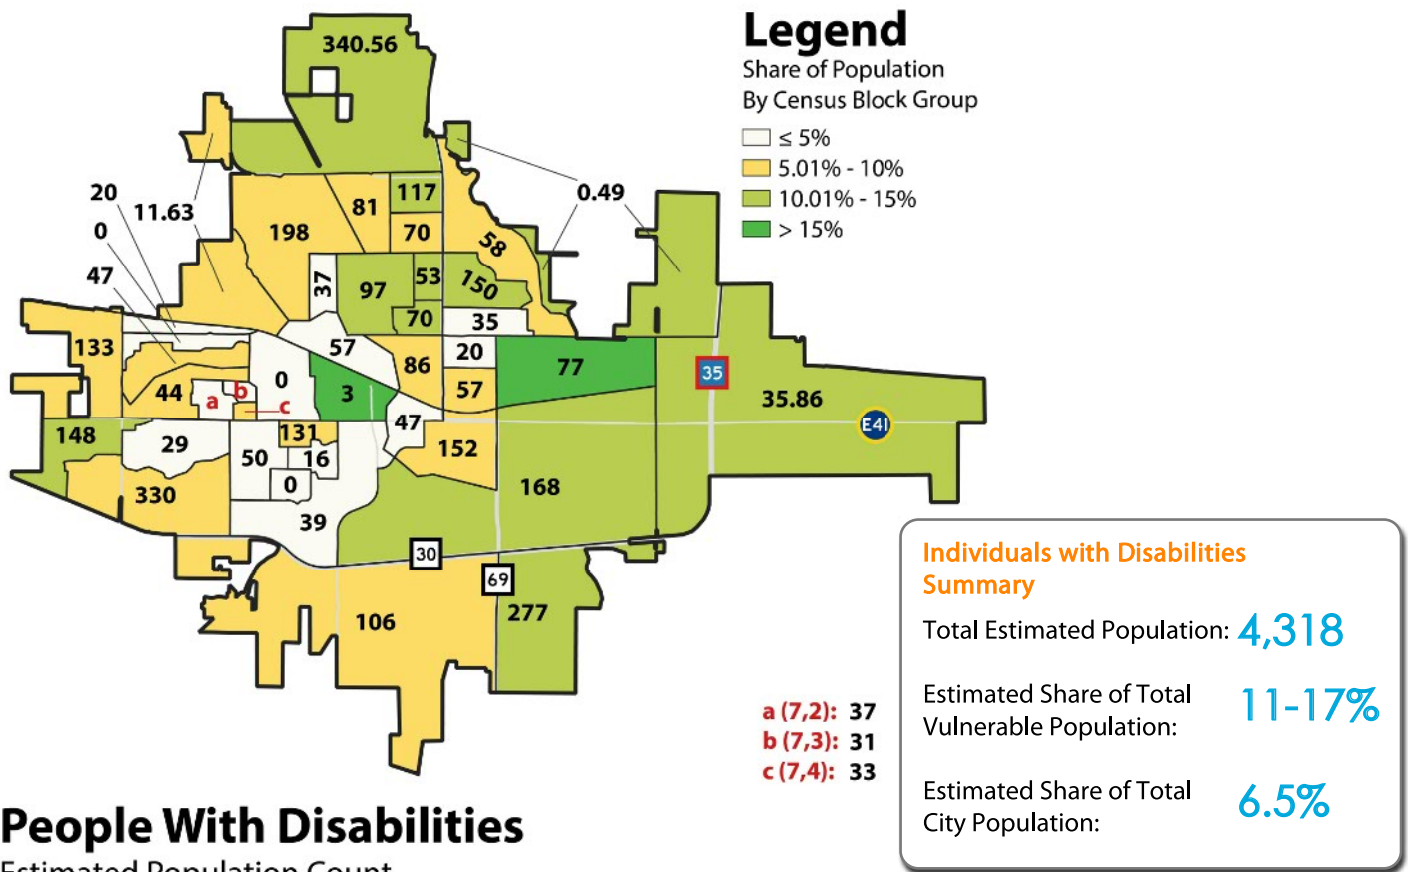 340.56
Legend
Share of Population
By Census Block Group
≤ 5%
5.01% - 10%
10.01% - 15%
> 15%
20
11.63
0
47
0.49
117
81
198
70
58
37
97
53
150
70
35
133
57
86
20
77
35
44
a
b
c
0
3
57
35.86
47
E41
148
29
131
50
16
152
0
330
168
39
30
69
106
277
a (7,2): 37
b (7,3): 31
c (7,4): 33
Individuals with Disabilities
Summary
Total Estimated Population: 4,318
Estimated Share of Total
Vulnerable Population:
11-17%
Estimated Share of Total
City Population:
6.5%
People With Disabilities
Estimated Population Count